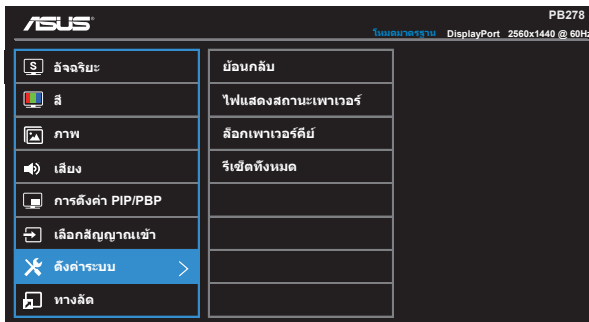 ASUS
PB278
โหมดมาตรฐาน DisplayPort 2560x1440 @ 60Hz
อัจฉริยะ
สี
ภาพ
เสียง
การตั้งค่า PIP/PBP
เลือกสัญญาณเข้า
ตั้งค่าระบบ
ทางลัด
ย้อนกลับ
ไฟแสดงสถานะเพาเวอร์
ล็อกเพาเวอร์คีย์
รีเซ็ตทั้งหมด